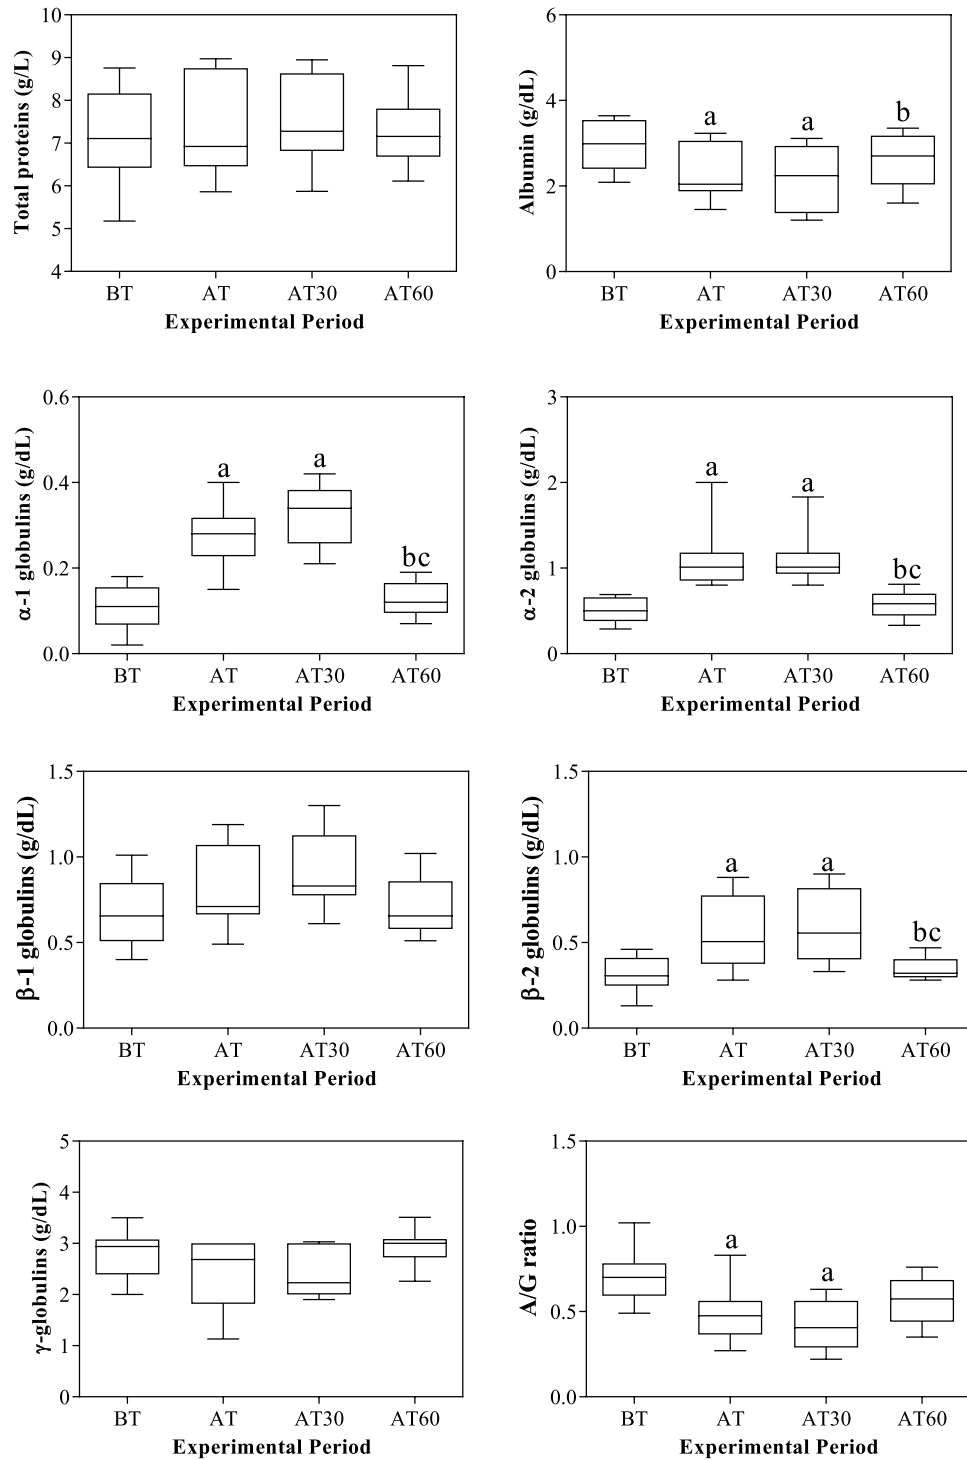 Total proteins (g/L)
10
9
8
7
6
5
4
BT AT AT30 AT60
Experimental Period
Albumin (g/dL)
6
4
2
0
a a b
BT AT AT30 AT60
Experimental Period
α-1 globulins (g/dL)
0.6
0.4
0.2
0.0
a a bc
BT AT AT30 AT60
Experimental Period
α-2 globulins (g/dL)
3
2
1
0
a a bc
BT AT AT30 AT60
Experimental Period
β-1 globulins (g/dL)
1.5
1.0
0.5
0.0
BT AT AT30 AT60
Experimental Period
β-2 globulins (g/dL)
1.5
1.0
0.5
0.0
a a bc
BT AT AT30 AT60
Experimental Period
γ-globulins (g/dL)
5
4
3
2
1
0
BT AT AT30 AT60
Experimental Period
A/G ratio
1.5
1.0
0.5
0.0
a a
BT AT AT30 AT60
Experimental Period